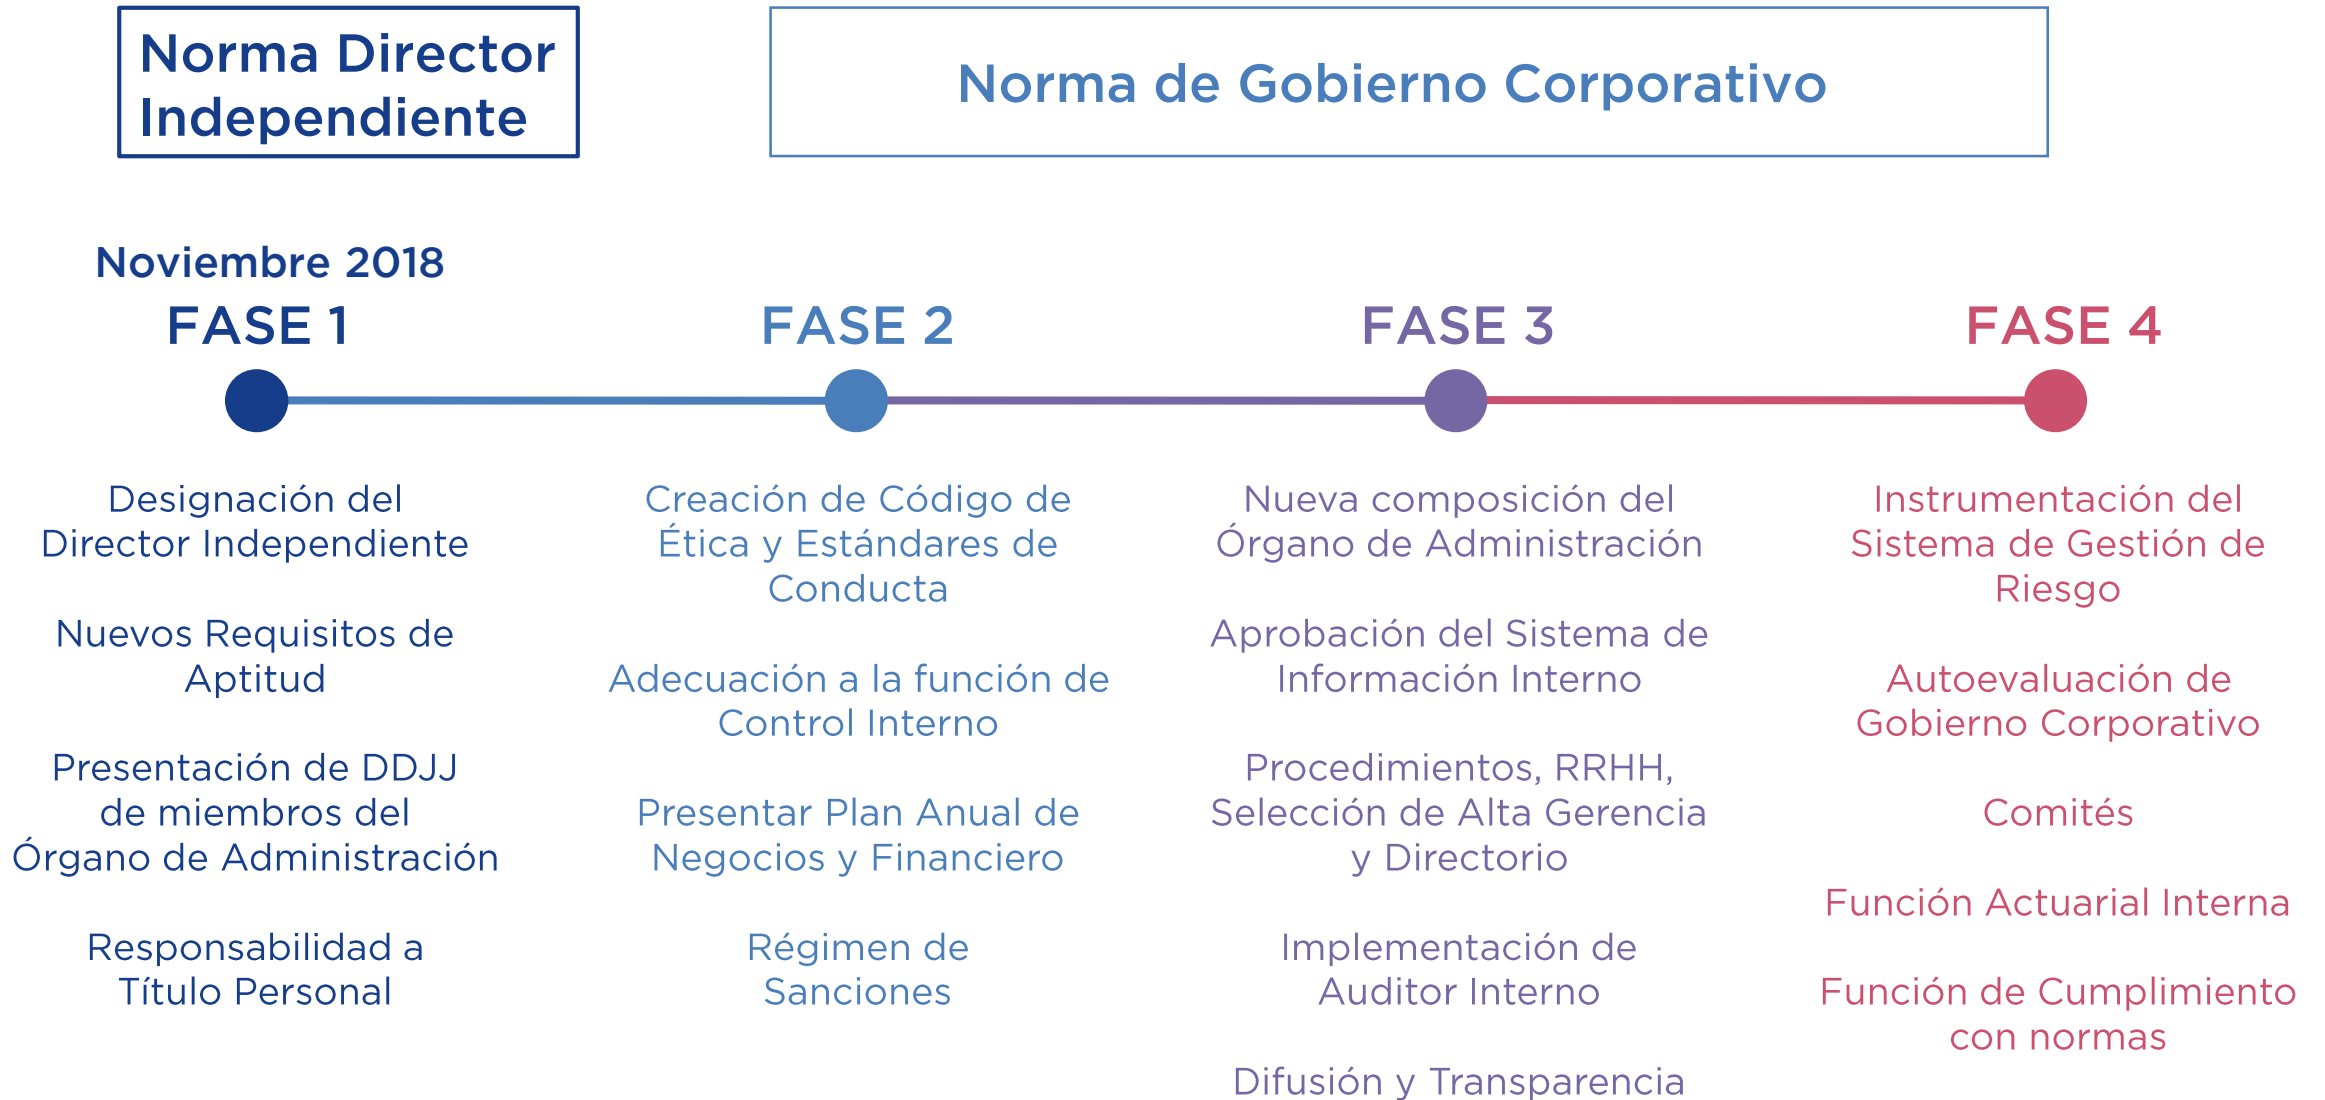 Norma Director
Independiente
Norma de Gobierno Corporativo
Noviembre 2018
FASE 1
Designación del
Director Independiente
Nuevos Requisitos de
Aptitud
Presentación de DDJJ
de miembros del
Órgano de Administración
Responsabilidad a
Título Personal
FASE 2
Creación de Código de
Ética y Estándares de
Conducta
Adecuación a la función de
Control Interno
Presentar Plan Anual de
Negocios y Financiero
Régimen de
Sanciones
FASE 3
Nueva composición del
Órgano de Administración
Aprobación del Sistema de
Información Interno
Procedimientos, RRHH,
Selección de Alta Gerencia
y Directorio
Implementación de
Auditor Interno
Difusión y Transparencia
FASE 4
Instrumentación del
Sistema de Gestión de
Riesgo
Autoevaluación de
Gobierno Corporativo
Comités
Función Actuarial Interna
Función de Cumplimiento
con normas